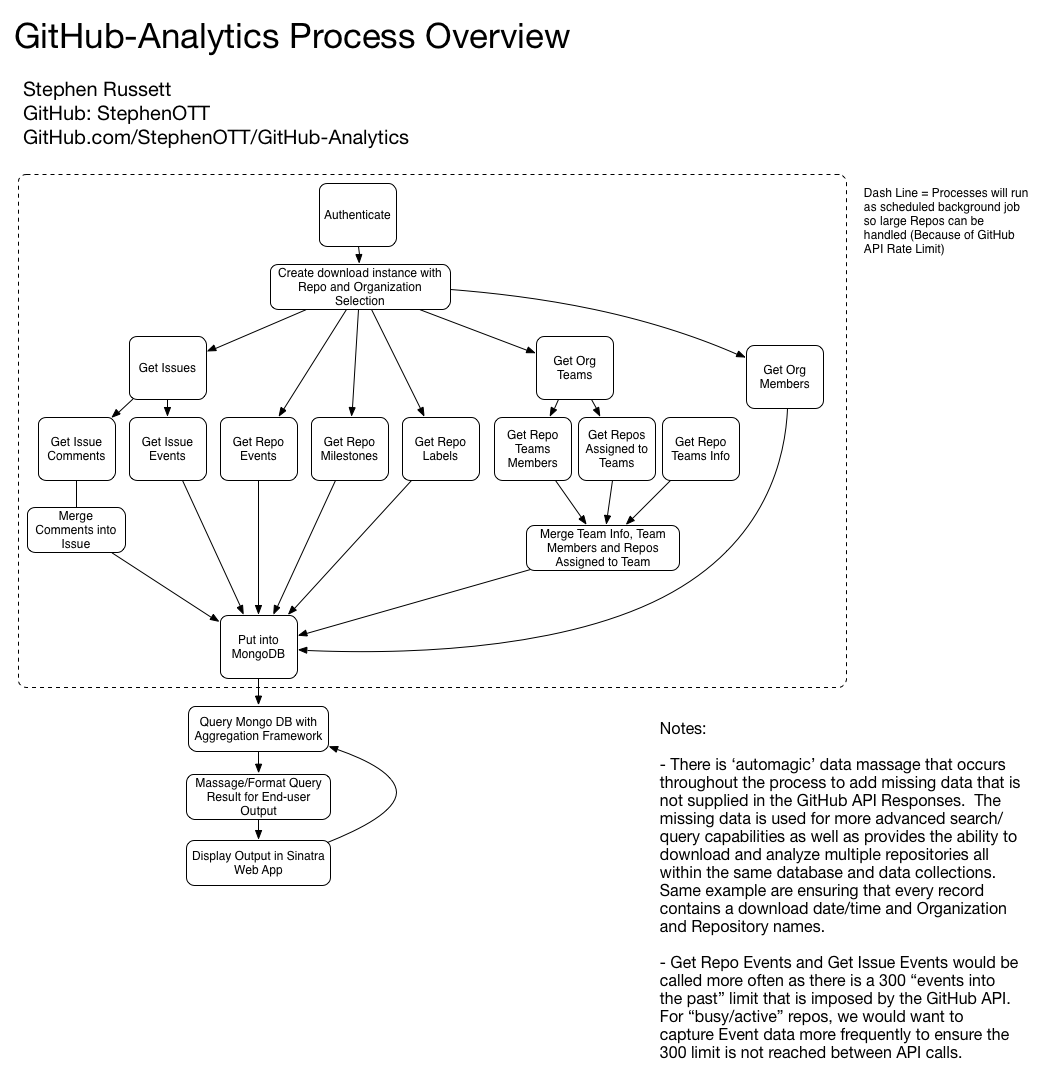 GitHub-Analytics Process Overview
Stephen Russett
GitHub: StephenOTT
GitHub.com/StephenOTT/GitHub-Analytics
Dash Line = Processes will run
as scheduled background job
so large Repos can be
handled (Because of GitHub
API Rate Limit)
Authenticate
Create download instance with
Repo and Organization
Selection
Get Issues
Get Org
Teams
Get Org
Members
Get Issue
Comments
Get Issue
Events
Get Repo
Events
Get Repo
Milestones
Get Repo
Labels
Get Repo
Teams
Members
Get Repos
Assigned to
Teams
Get Repo
Teams Info
Merge
Comments into
Issue
Merge Team Info, Team
Members and Repos
Assigned to Team
Put into
MongoDB
Query Mongo DB with
Aggregation Framework
Massage/Format Query
Result for End-user
Output
Display Output in Sinatra
Web App
Notes:
- There is ‘automagic’ data massage that occurs
throughout the process to add missing data that is
not supplied in the GitHub API Responses.  The
missing data is used for more advanced search/
query capabilities as well as provides the ability to
download and analyze multiple repositories all
within the same database and data collections.
Same example are ensuring that every record
contains a download date/time and Organization
and Repository names.
- Get Repo Events and Get Issue Events would be
called more often as there is a 300 “events into
the past” limit that is imposed by the GitHub API.
For “busy/active” repos, we would want to
capture Event data more frequently to ensure the
300 limit is not reached between API calls.